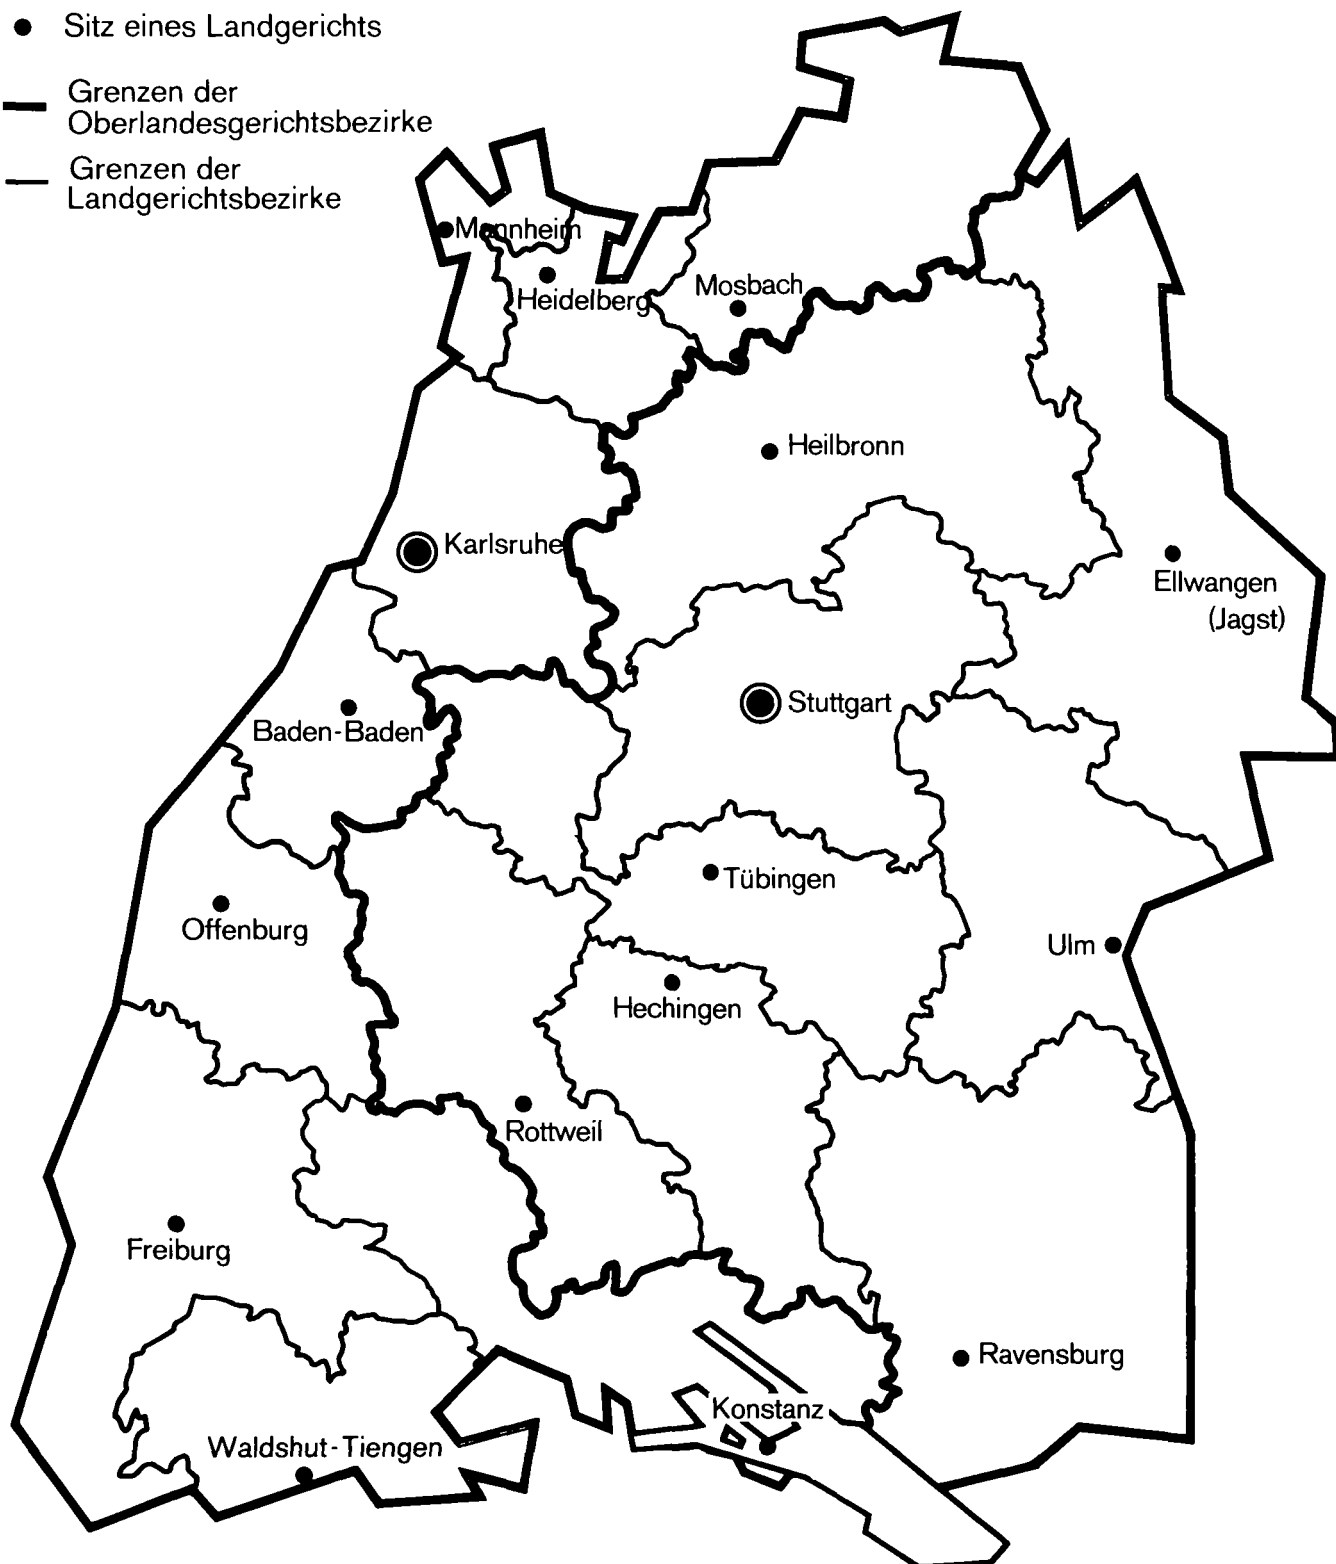 Sitz eines Landgerichts
Grenzen der
Oberlandesgerichtsbezirke
Grenzen der
Landgerichtsbezirke
Mannheim
Heidelberg
Mosbach
Heilbronn
Karlsruhe
Ellwangen
(Jagst)
Stuttgart
Baden-Baden
Tübingen
Offenburg
Ulm
Hechingen
Rottweil
Freiburg
Ravensburg
Konstanz
Waldshut-Tiengen